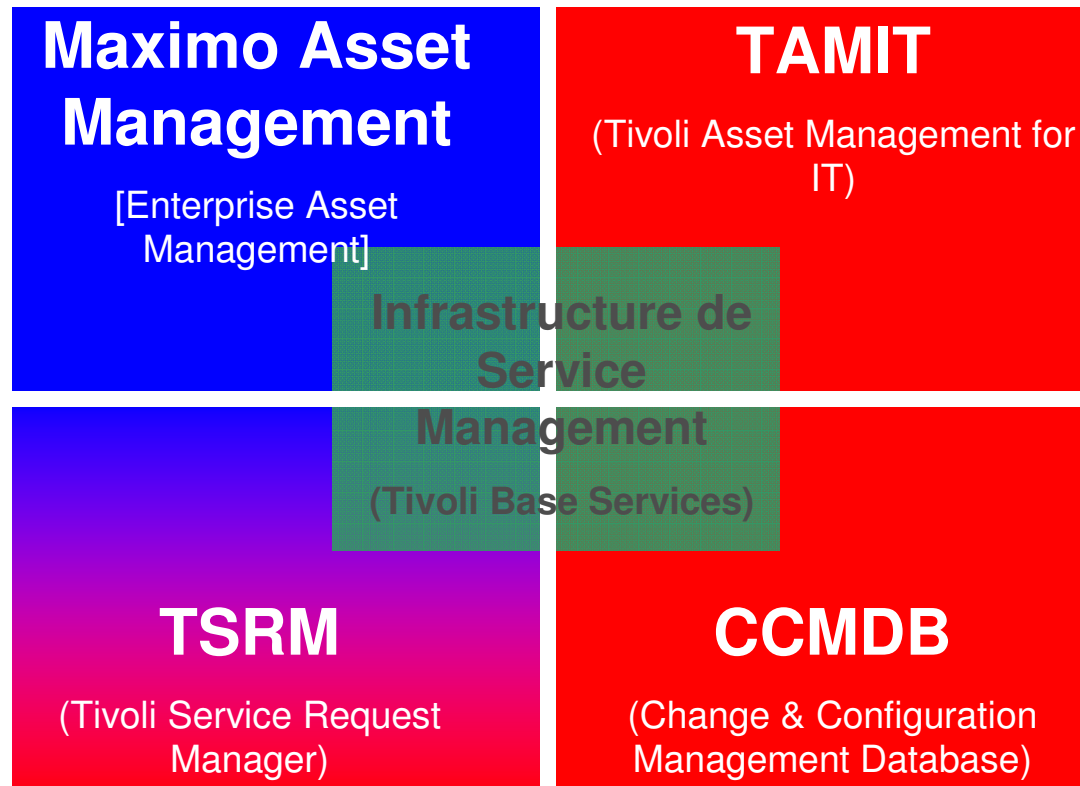 Maximo Asset
Management
[Enterprise Asset
Management]
TAMIT
(Tivoli Asset Management for
IT)
Infrastructure de
Service
Management
(Tivoli Base Services)
TSRM
(Tivoli Service Request
Manager)
CCMDB
(Change & Configuration
Management Database)